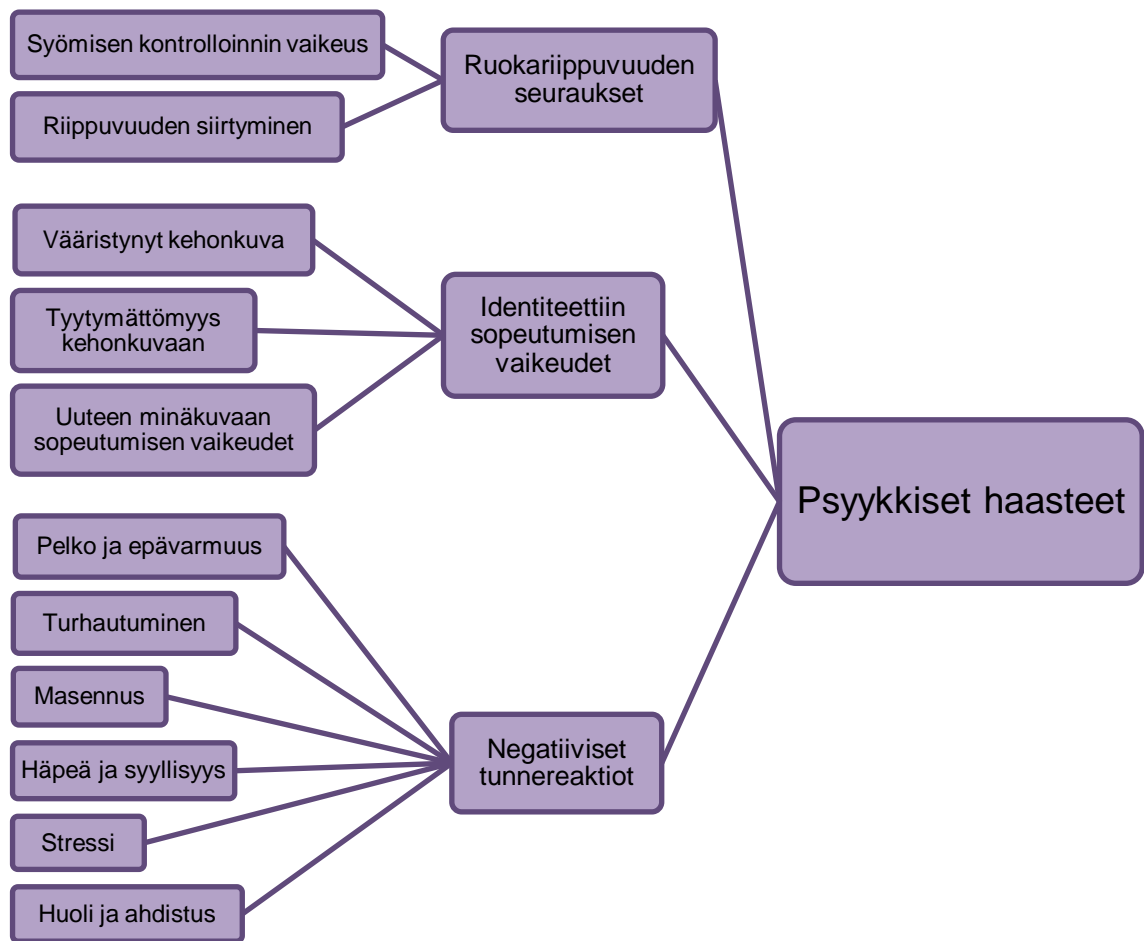 Syömisen kontrolloinnin vaikeus
Riippuvuuden siirtyminen
Ruokariippuvuuden
seuraukset
Vääristynyt kehonkuva
Tyytymättömyys
kehonkuvaan
Uuteen minäkuvaan
sopeutumisen vaikeudet
Identiteettiin
sopeutumisen
vaikeudet
Pelko ja epävarmuus
Turhautuminen
Masennus
Häpeä ja syyllisyys
Stressi
Huoli ja ahdistus
Negatiiviset
tunnereaktiot
Psyykkiset haasteet